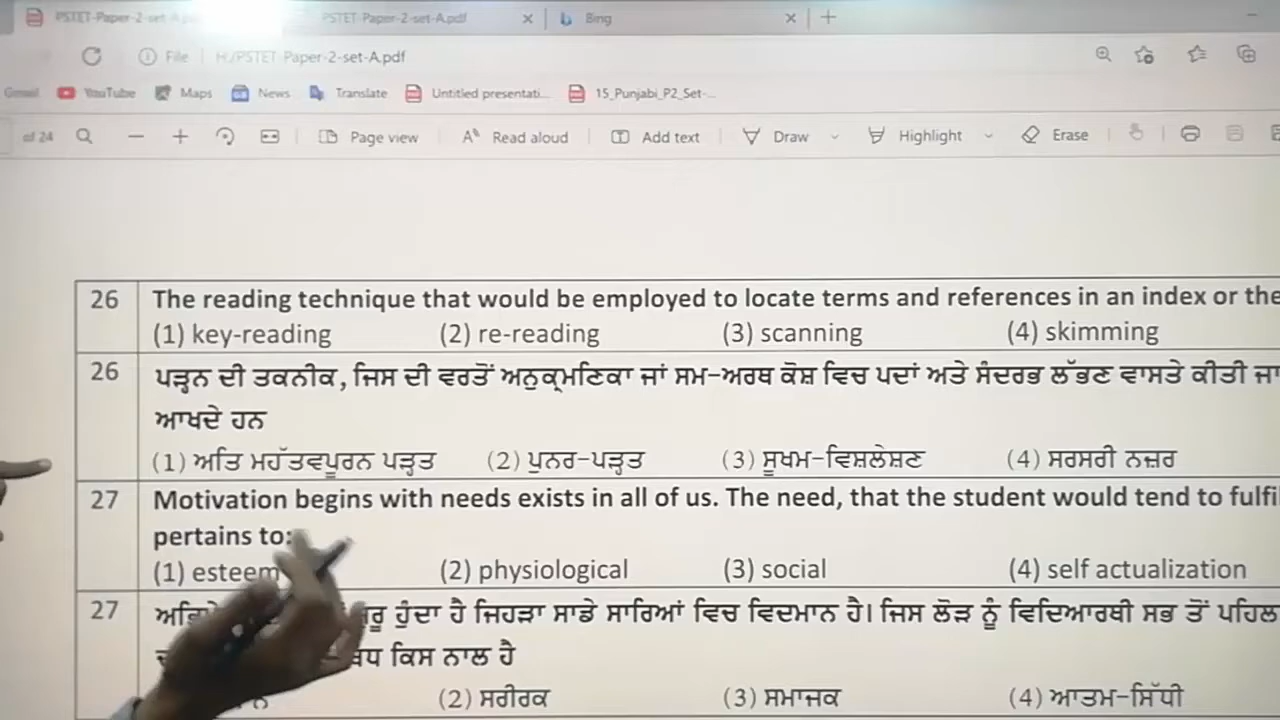 PSTET-Paper-2-set-A.p
PSTET-Paper-2-set-A.pdf
Bing
File H:/PSTET-Paper-2-set-A.pdf
Gmail YouTube Maps News Translate Untitled presentati... 15_Punjabi_P2_Set-...
of 24 Page view Read aloud Add text Draw Highlight Erase
26 The reading technique that would be employed to locate terms and references in an index or the
(1) key-reading (2) re-reading (3) scanning (4) skimming
26 ਪੜ੍ਹਨ ਦੀ ਤਕਨੀਕ, ਜਿਸ ਦੀ ਵਰਤੋਂ ਅਨੁਕ੍ਰਮਣਿਕਾ ਜਾਂ ਸਮ-ਅਰਥ ਕੋਸ਼ ਵਿਚ ਪਦਾਂ ਅਤੇ ਸੰਦਰਭ ਲੱਭਣ ਵਾਸਤੇ ਕੀਤੀ ਜਾ
ਆਖਦੇ ਹਨ
(1) ਅਤਿ ਮਹੱਤਵਪੂਰਨ ਪੜ੍ਹਤ (2) ਪੁਨਰ-ਪੜ੍ਹਤ (3) ਸੂਖਮ-ਵਿਸ਼ਲੇਸ਼ਣ (4) ਸਰਸਰੀ ਨਜ਼ਰ
27 Motivation begins with needs exists in all of us. The need, that the student would tend to fulfi
pertains to:
(1) esteem (2) physiological (3) social (4) self actualization
27 ਹੁੰਦਾ ਹੈ ਜਿਹੜਾ ਸਾਡੇ ਸਾਰਿਆਂ ਵਿਚ ਵਿਦਮਾਨ ਹੈ। ਜਿਸ ਲੋੜ ਨੂੰ ਵਿਦਿਆਰਥੀ ਸਭ ਤੋਂ ਪਹਿਲ
ਕਿਸ ਨਾਲ ਹੈ
(2) ਸਰੀਰਕ (3) ਸਮਾਜਕ (4) ਆਤਮ-ਸਿੱਧੀ